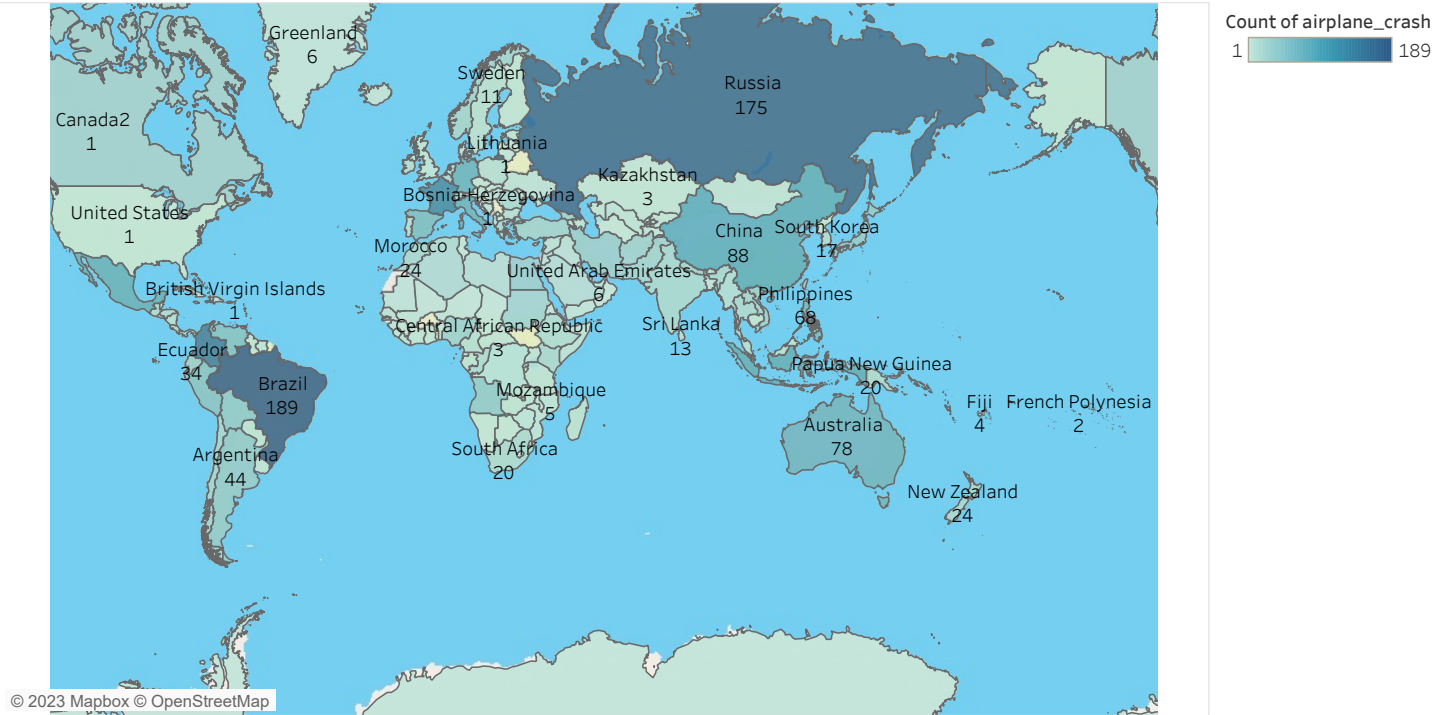 Count of airplane_crash
1 189
Greenland
6
Sweden
11
Russia
175
Canada2
1
Lithuania
1
Kazakhstan
3
Bosnia-Herzegovina
1
United States
1
China
88
South Korea
17
Morocco
24
United Arab Emirates
6
British Virgin Islands
1
Philippines
68
Central African Republic
3
Sri Lanka
13
Ecuador
34
Papua New Guinea
20
Brazil
189
Mozambique
5
Fiji
4
French Polynesia
2
Australia
78
South Africa
20
Argentina
44
New Zealand
24
© 2023 Mapbox © OpenStreetMap